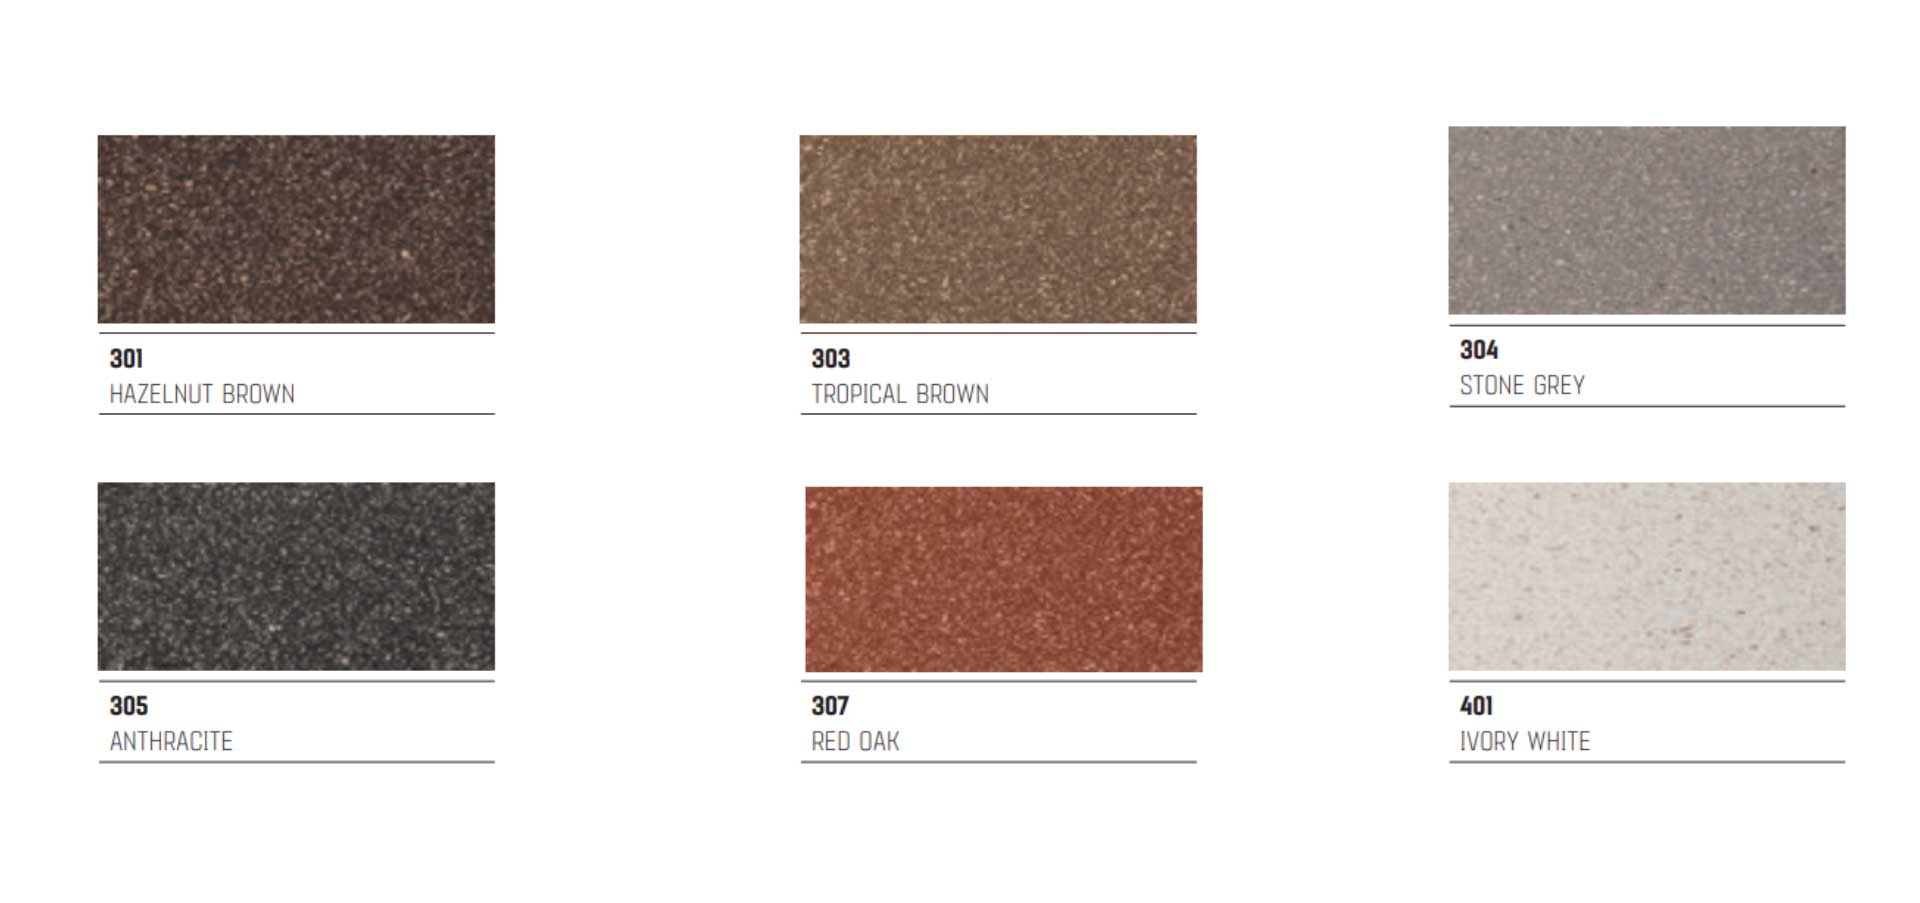 301
HAZELNUT BROWN
303
TROPICAL BROWN
304
STONE GREY
305
ANTHRACITE
307
RED OAK
401
IVORY WHITE